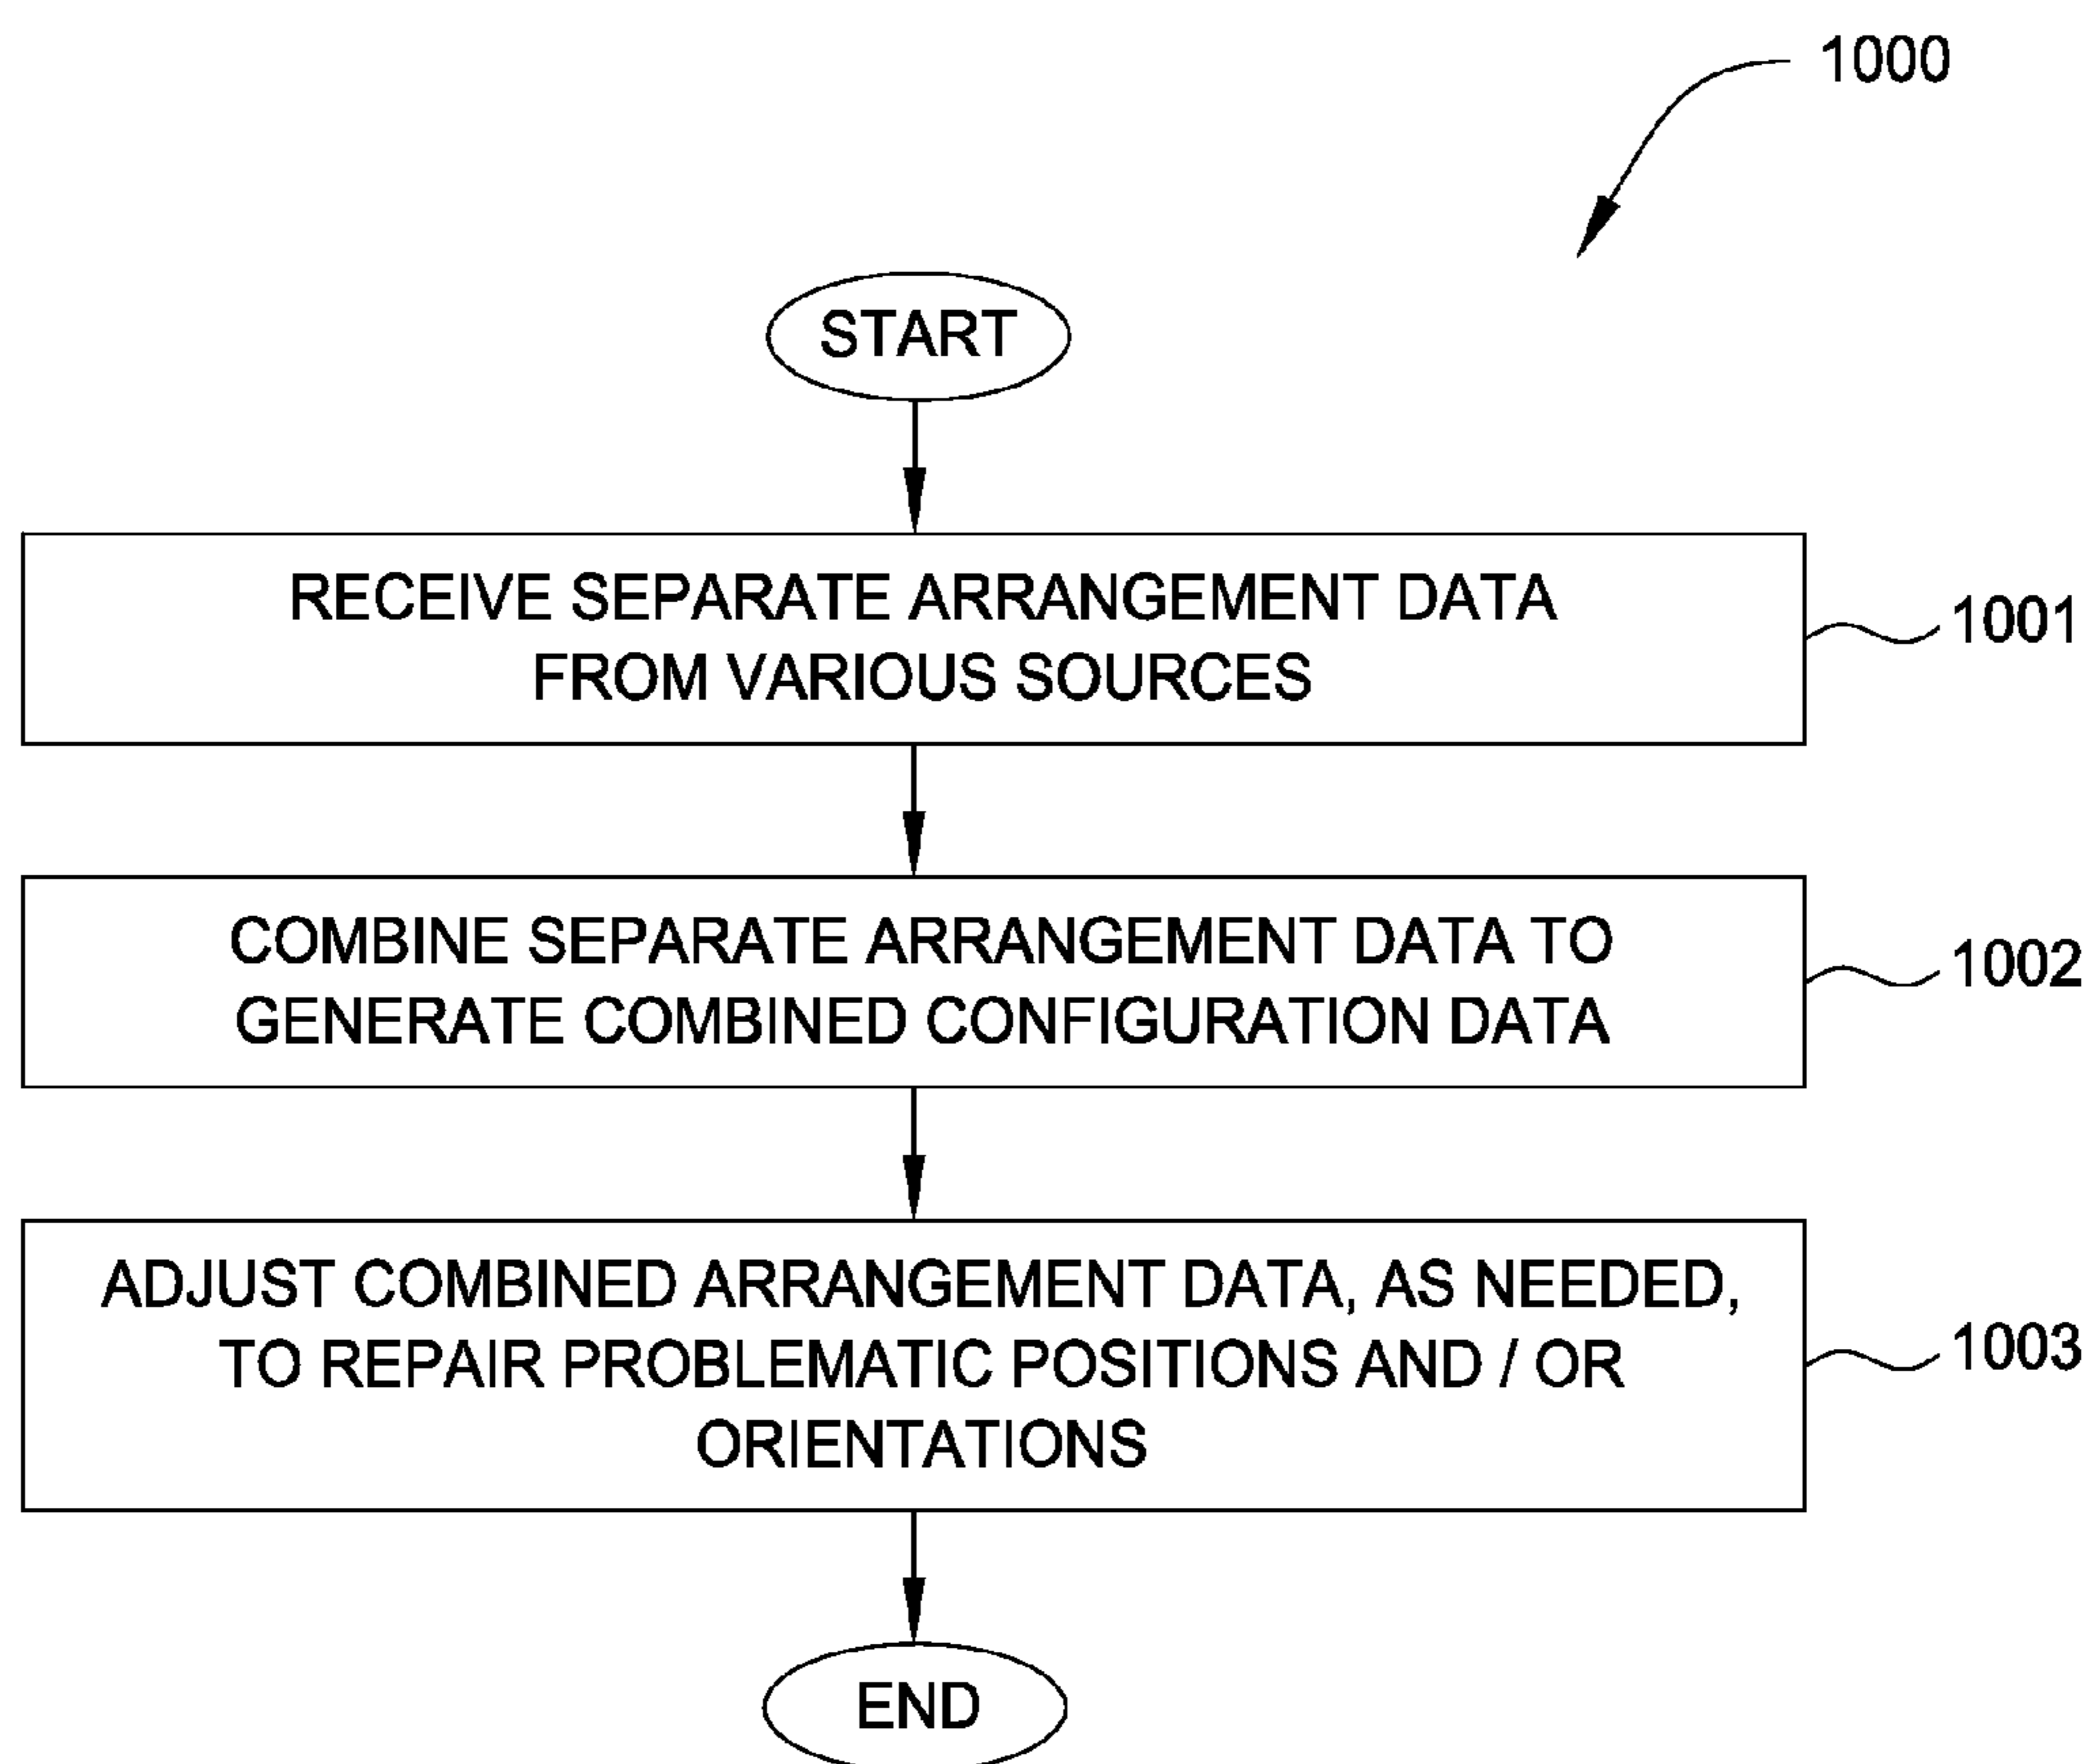 1000
START
RECEIVE SEPARATE ARRANGEMENT DATA
FROM VARIOUS SOURCES
1001
COMBINE SEPARATE ARRANGEMENT DATA TO
GENERATE COMBINED CONFIGURATION DATA
1002
ADJUST COMBINED ARRANGEMENT DATA, AS NEEDED,
TO REPAIR PROBLEMATIC POSITIONS AND / OR
ORIENTATIONS
1003
END